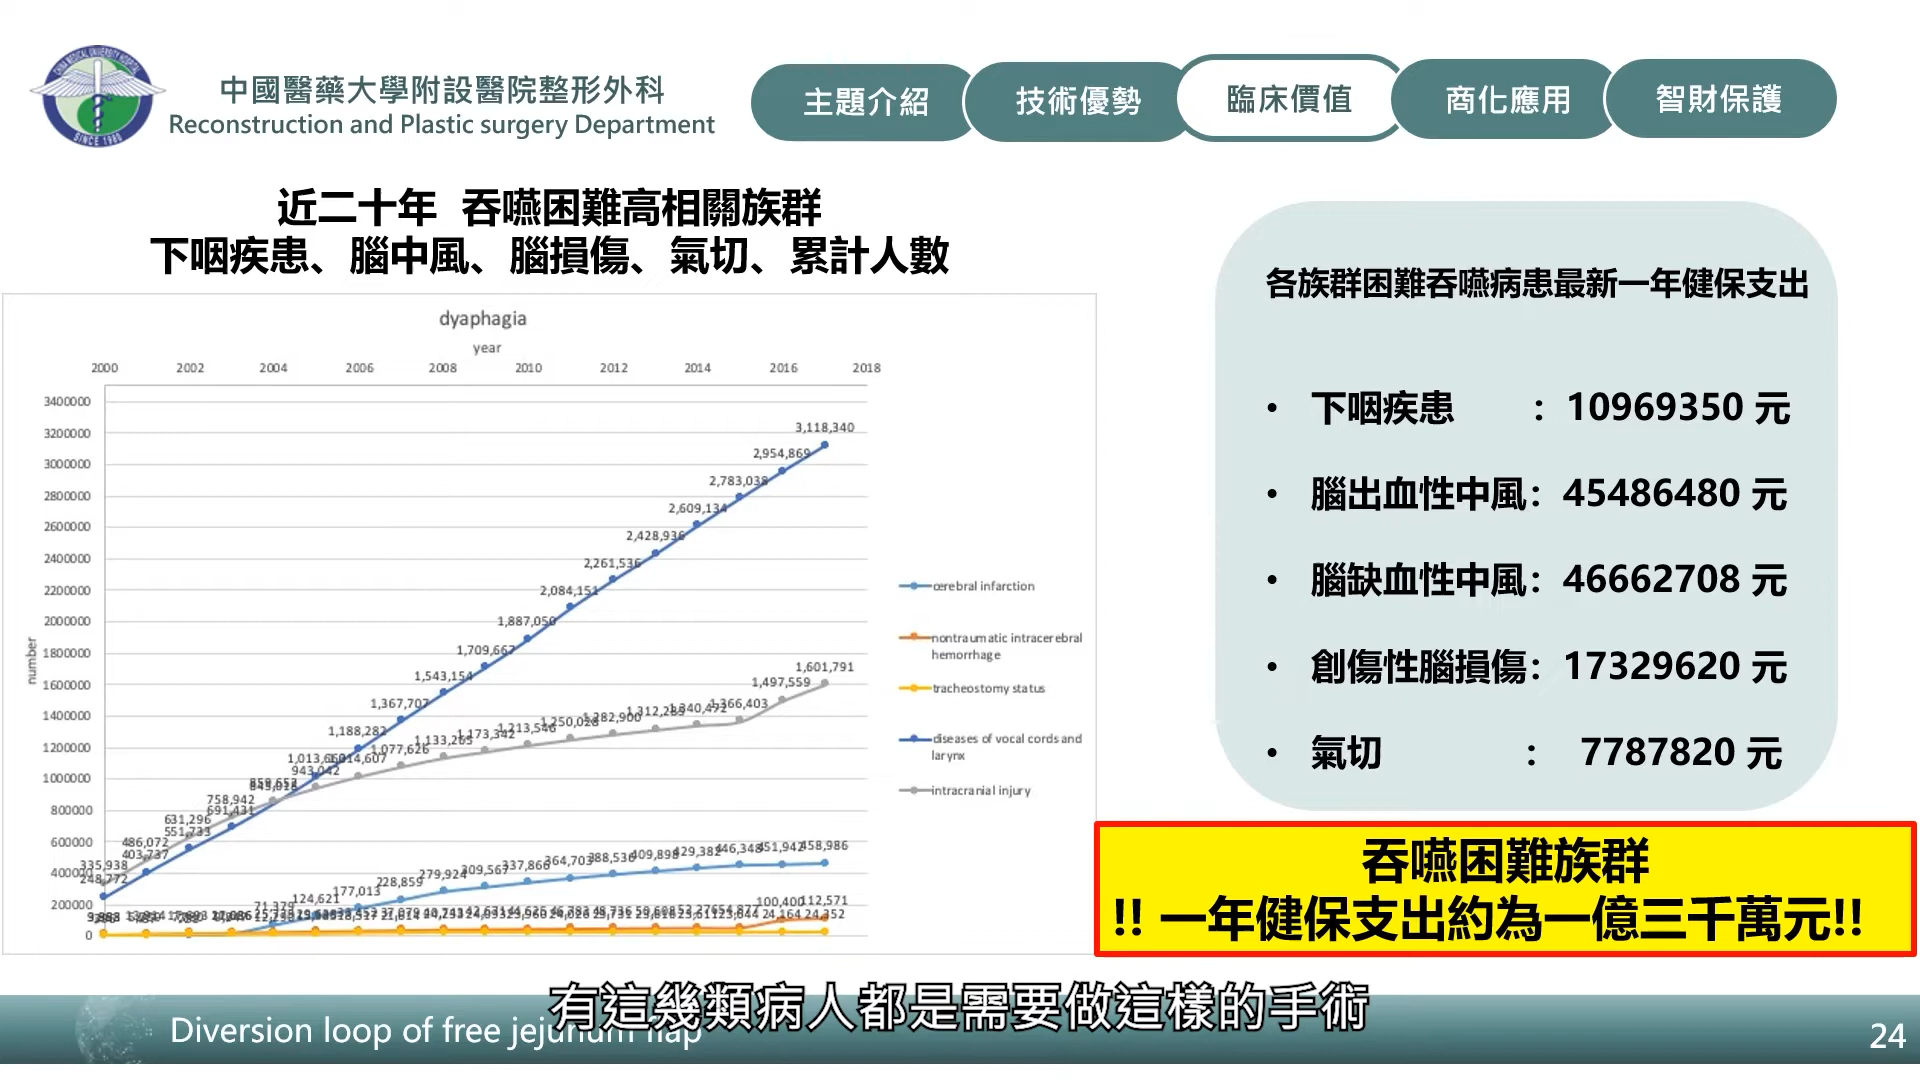 中國醫藥大學附設醫院整形外科
Reconstruction and Plastic surgery Department
SINCE 1980
主題介紹
技術優勢
臨床價值
商化應用
智財保護
近二十年 吞嚥困難高相關族群
下咽疾患、腦中風、腦損傷、氣切、累計人數
dyaphagia
year
2000 2002 2004 2006 2008 2010 2012 2014 2016 2018
number
3400000
3200000
3000000
2800000
2600000
2400000
2200000
2000000
1800000
1600000
1400000
1200000
1000000
800000
600000
400000
200000
0
3,118,340
2,954,869
2,783,038
2,609,134
2,428,936
2,261,536
2,084,151
1,887,050
1,709,667
1,543,154
1,367,707
1,188,282
1,601,791
1,497,559
1,366,403
1,340,472
1,282,900
1,250,028
1,213,546
1,173,342
1,133,265
1,077,626
943,042
758,942
691,431
631,296
551,733
486,072
403,737
335,938
248,772
458,986
451,942
446,348
429,382
409,898
388,536
364,703
337,866
309,567
279,924
228,859
177,013
124,621
71,379
100,400
112,571
24,164
24,352
cerebral infarction
nontraumatic intracerebral
hemorrhage
tracheostomy status
diseases of vocal cords and
larynx
intracranial injury
各族群困難吞嚥病患最新一年健保支出
• 下咽疾患 : 10969350 元
• 腦出血性中風: 45486480 元
• 腦缺血性中風: 46662708 元
• 創傷性腦損傷: 17329620 元
• 氣切 : 7787820 元
吞嚥困難族群
!! 一年健保支出約為一億三千萬元!!
有這幾類病人都是需要做這樣的手術
Diversion loop of free jejunum flap
24